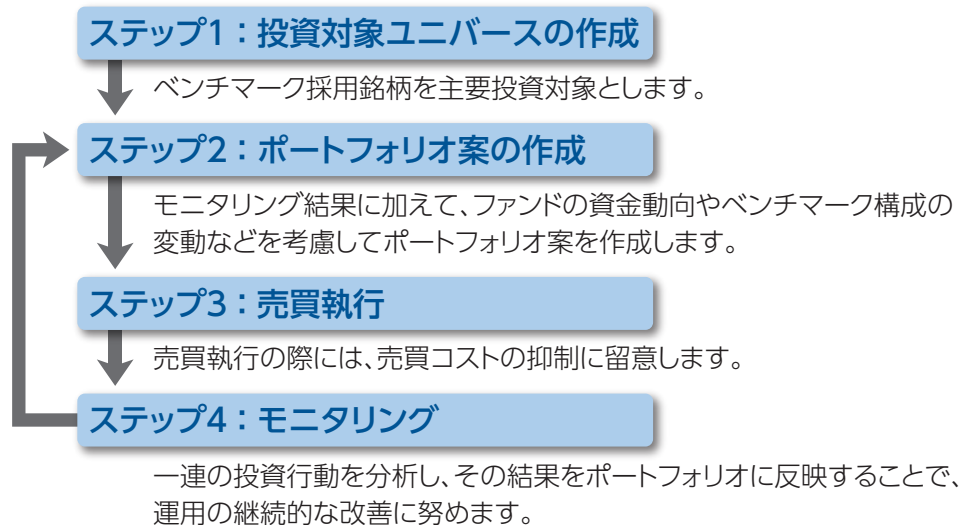 ステップ1：投資対象ユニバースの作成
ベンチマーク採用銘柄を主要投資対象とします。
ステップ2：ポートフォリオ案の作成
モニタリング結果に加えて、ファンドの資金動向やベンチマーク構成の
変動などを考慮してポートフォリオ案を作成します。
ステップ3：売買執行
売買執行の際には、売買コストの抑制に留意します。
ステップ4：モニタリング
一連の投資行動を分析し、その結果をポートフォリオに反映することで、
運用の継続的な改善に努めます。